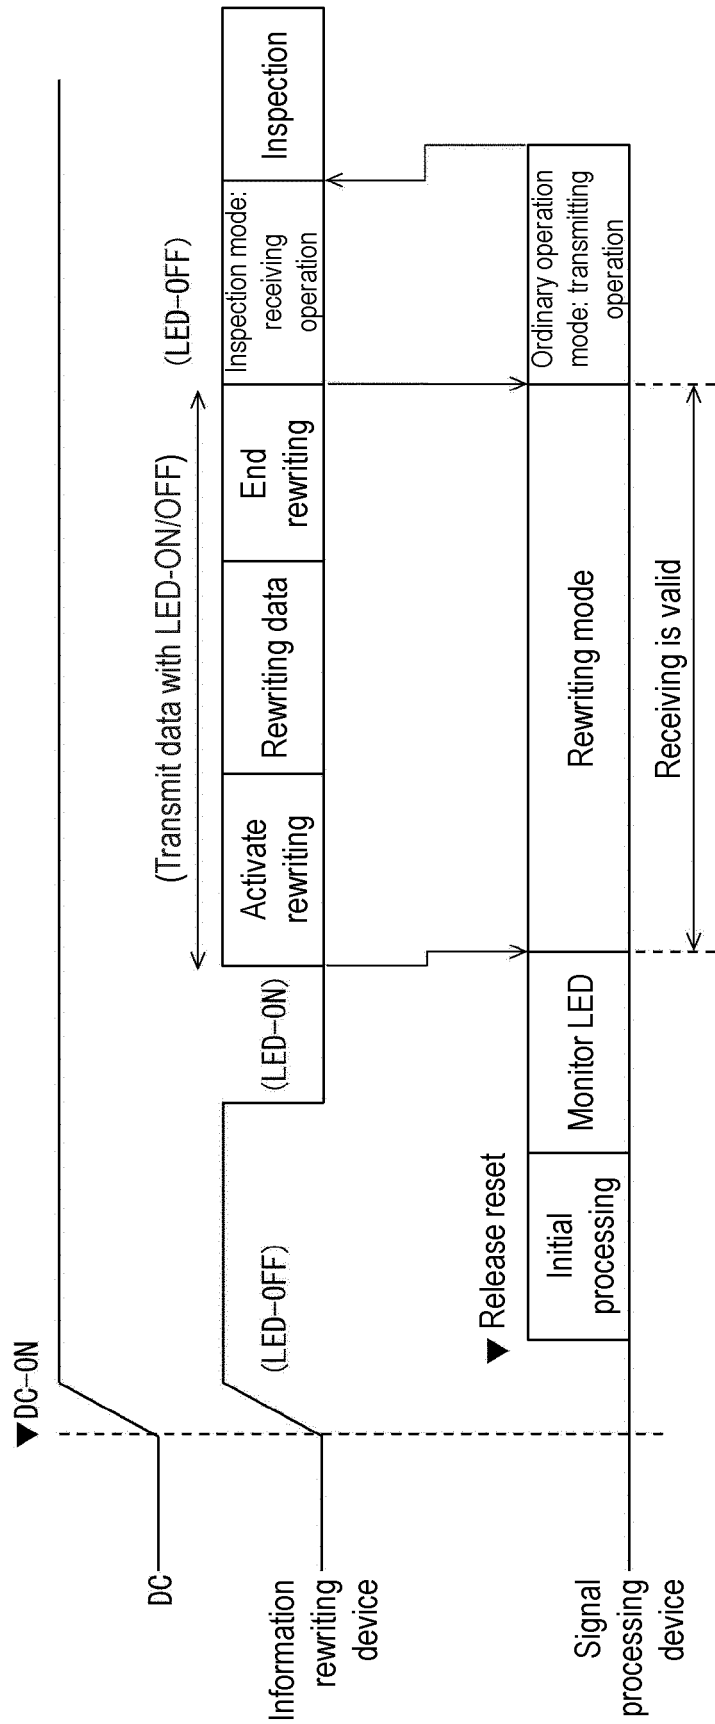 ▼DC-ON
DC
(Transmit data with LED-ON/OFF)
(LED-OFF)
Information
rewriting
device
(LED-OFF)
(LED-ON)
Activate
rewriting
Rewriting data
End
rewriting
Inspection mode:
receiving
operation
Inspection
▼ Release reset
Signal
processing
device
Initial
processing
Monitor LED
Rewriting mode
Ordinary operation
mode: transmitting
operation
Receiving is valid